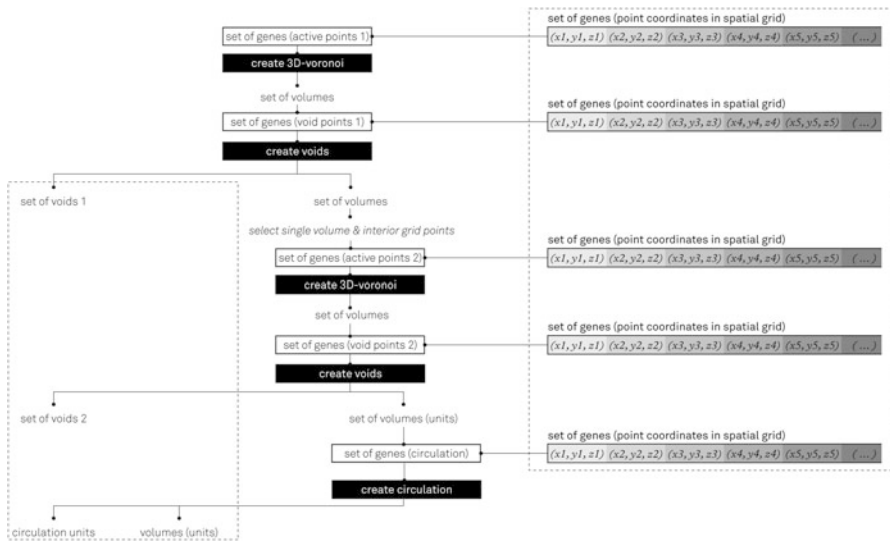 set of genes (point coordinates in spatial grid)
set of genes (active points 1)
(x1, y1, z1) (x2, y2, z2) (x3, y3, z3) (x4, y4, z4) (x5, y5, z5) (...)
create 3D-voronoi
set of volumes
set of genes (point coordinates in spatial grid)
set of genes (void points 1)
(x1, y1, z1) (x2, y2, z2) (x3, y3, z3) (x4, y4, z4) (x5, y5, z5) (...)
create voids
set of voids 1
set of volumes
select single volume & interior grid points
set of genes (point coordinates in spatial grid)
set of genes (active points 2)
(x1, y1, z1) (x2, y2, z2) (x3, y3, z3) (x4, y4, z4) (x5, y5, z5) (...)
create 3D-voronoi
set of volumes
set of genes (point coordinates in spatial grid)
set of genes (void points 2)
(x1, y1, z1) (x2, y2, z2) (x3, y3, z3) (x4, y4, z4) (x5, y5, z5) (...)
create voids
set of voids 2
set of volumes (units)
set of genes (point coordinates in spatial grid)
set of genes (circulation)
(x1, y1, z1) (x2, y2, z2) (x3, y3, z3) (x4, y4, z4) (x5, y5, z5) (...)
create circulation
circulation units
volumes (units)